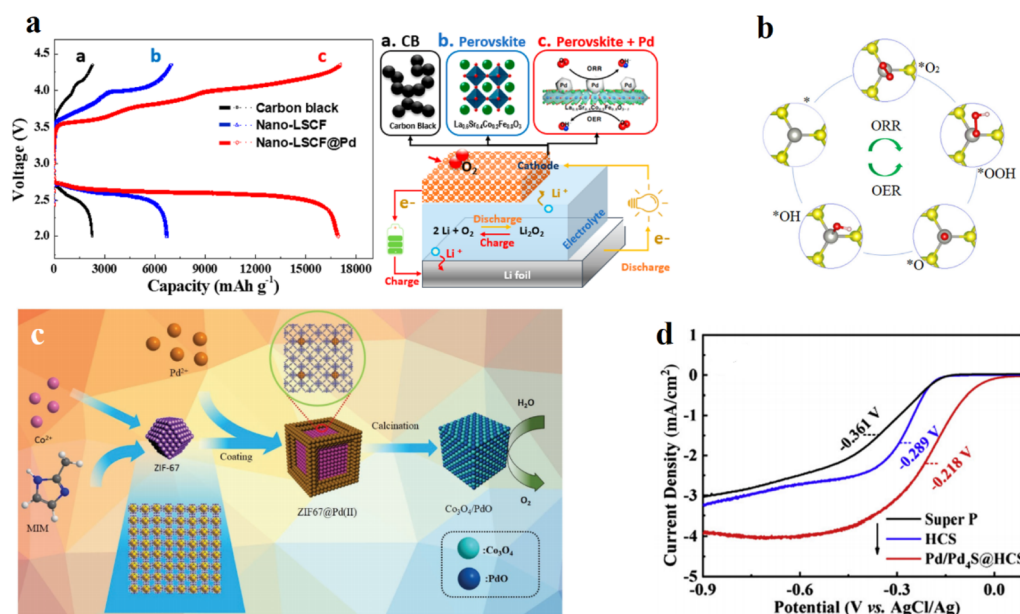 a
a
b
c
Carbon black
Nano-LSCF
Nano-LSCF@Pd
Voltage (V)
4.5
4.0
3.5
3.0
2.5
2.0
0
3000
6000
9000
12000
15000
18000
Capacity (mAh g⁻¹)
a. CB
b. Perovskite
c. Perovskite + Pd
Carbon Black
La₀.₆Sr₀.₄Co₀.₂Fe₀.₈O₃
ORR
Pd
Pd
Pd
OER
O₂
Cathode
e-
Li⁺
Discharge
2 Li + O₂
Li₂O₂
Charge
Electrolyte
Li⁺
e-
Charge
Li foil
Discharge
b
*O₂
*
ORR
OER
*OOH
*OH
*O
c
Pd²⁺
Co²⁺
ZIF-67
Coating
Calcination
H₂O
O₂
MIM
ZIF67@Pd(II)
Co₃O₄/PdO
:Co₃O₄
:PdO
d
Current Density (mA/cm²)
0
-1
-2
-3
-4
-5
-0.361 V
-0.289 V
-0.218 V
Super P
HCS
Pd/Pd₄S@HCS
-0.9
-0.6
-0.3
0
Potential (V vs. AgCl/Ag)